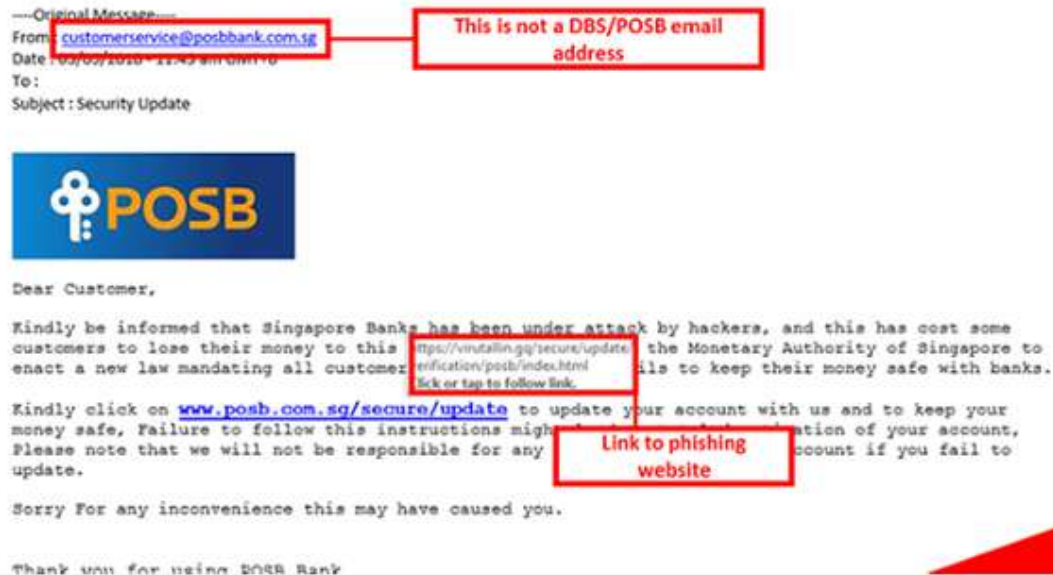 ----Original Message----
From : customerservice@posbbank.com.sg
This is not a DBS/POSB email
address
To :
Subject : Security Update
POSB
Dear Customer,
Kindly be informed that Singapore Banks has been under attack by hackers, and this has cost some
customers to lose their money to this the Monetary Authority of Singapore to
enact a new law mandating all customer ils to keep their money safe with banks.
ttps://vrutallin.gq/secure/update
erification/posb/index.html
Click or tap to follow link.
Kindly click on www.posb.com.sg/secure/update to update your account with us and to keep your
money safe, Failure to follow this instructions migh ation of your account,
Please note that we will not be responsible for any ccount if you fail to
update.
Link to phishing
website
Sorry For any inconvenience this may have caused you.
Thank you for using POSB Bank